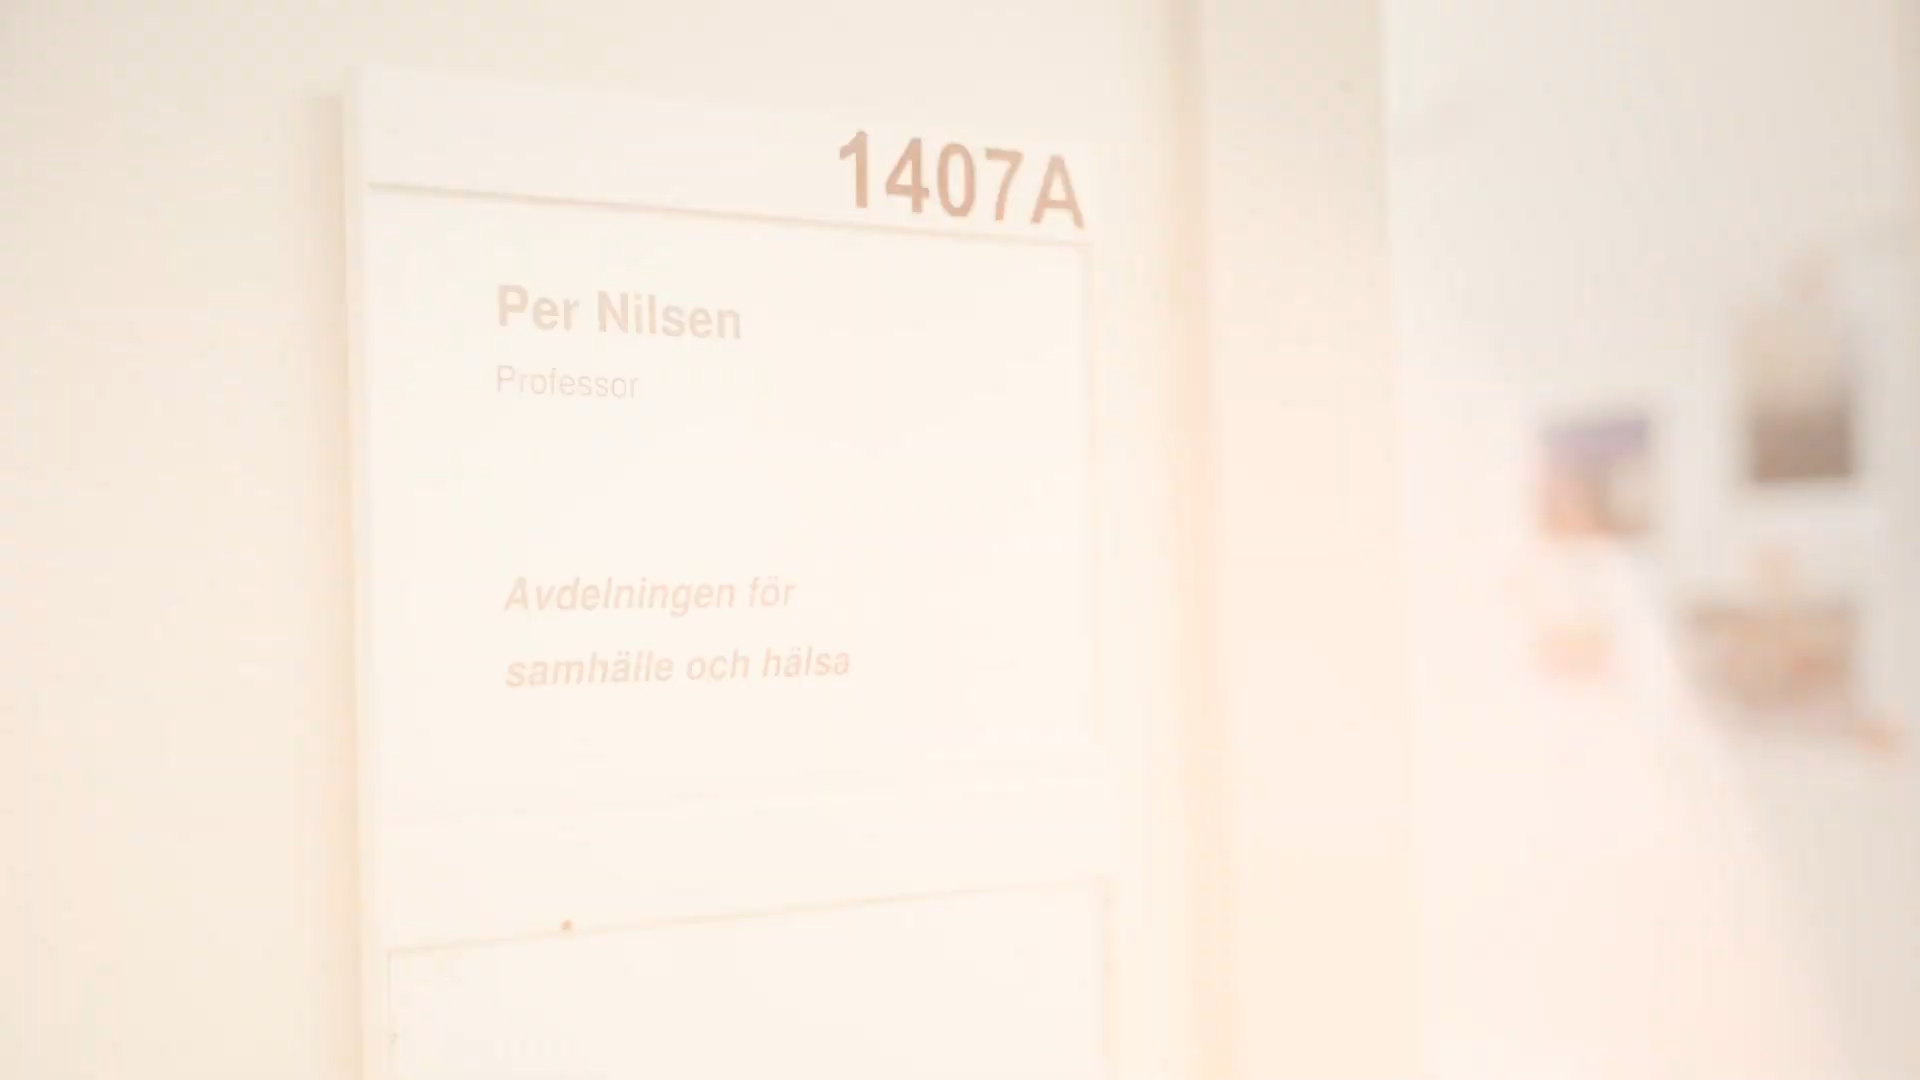 1407A
Per Nilsen
Professor
Avdelningen för
samhälle och hälsa